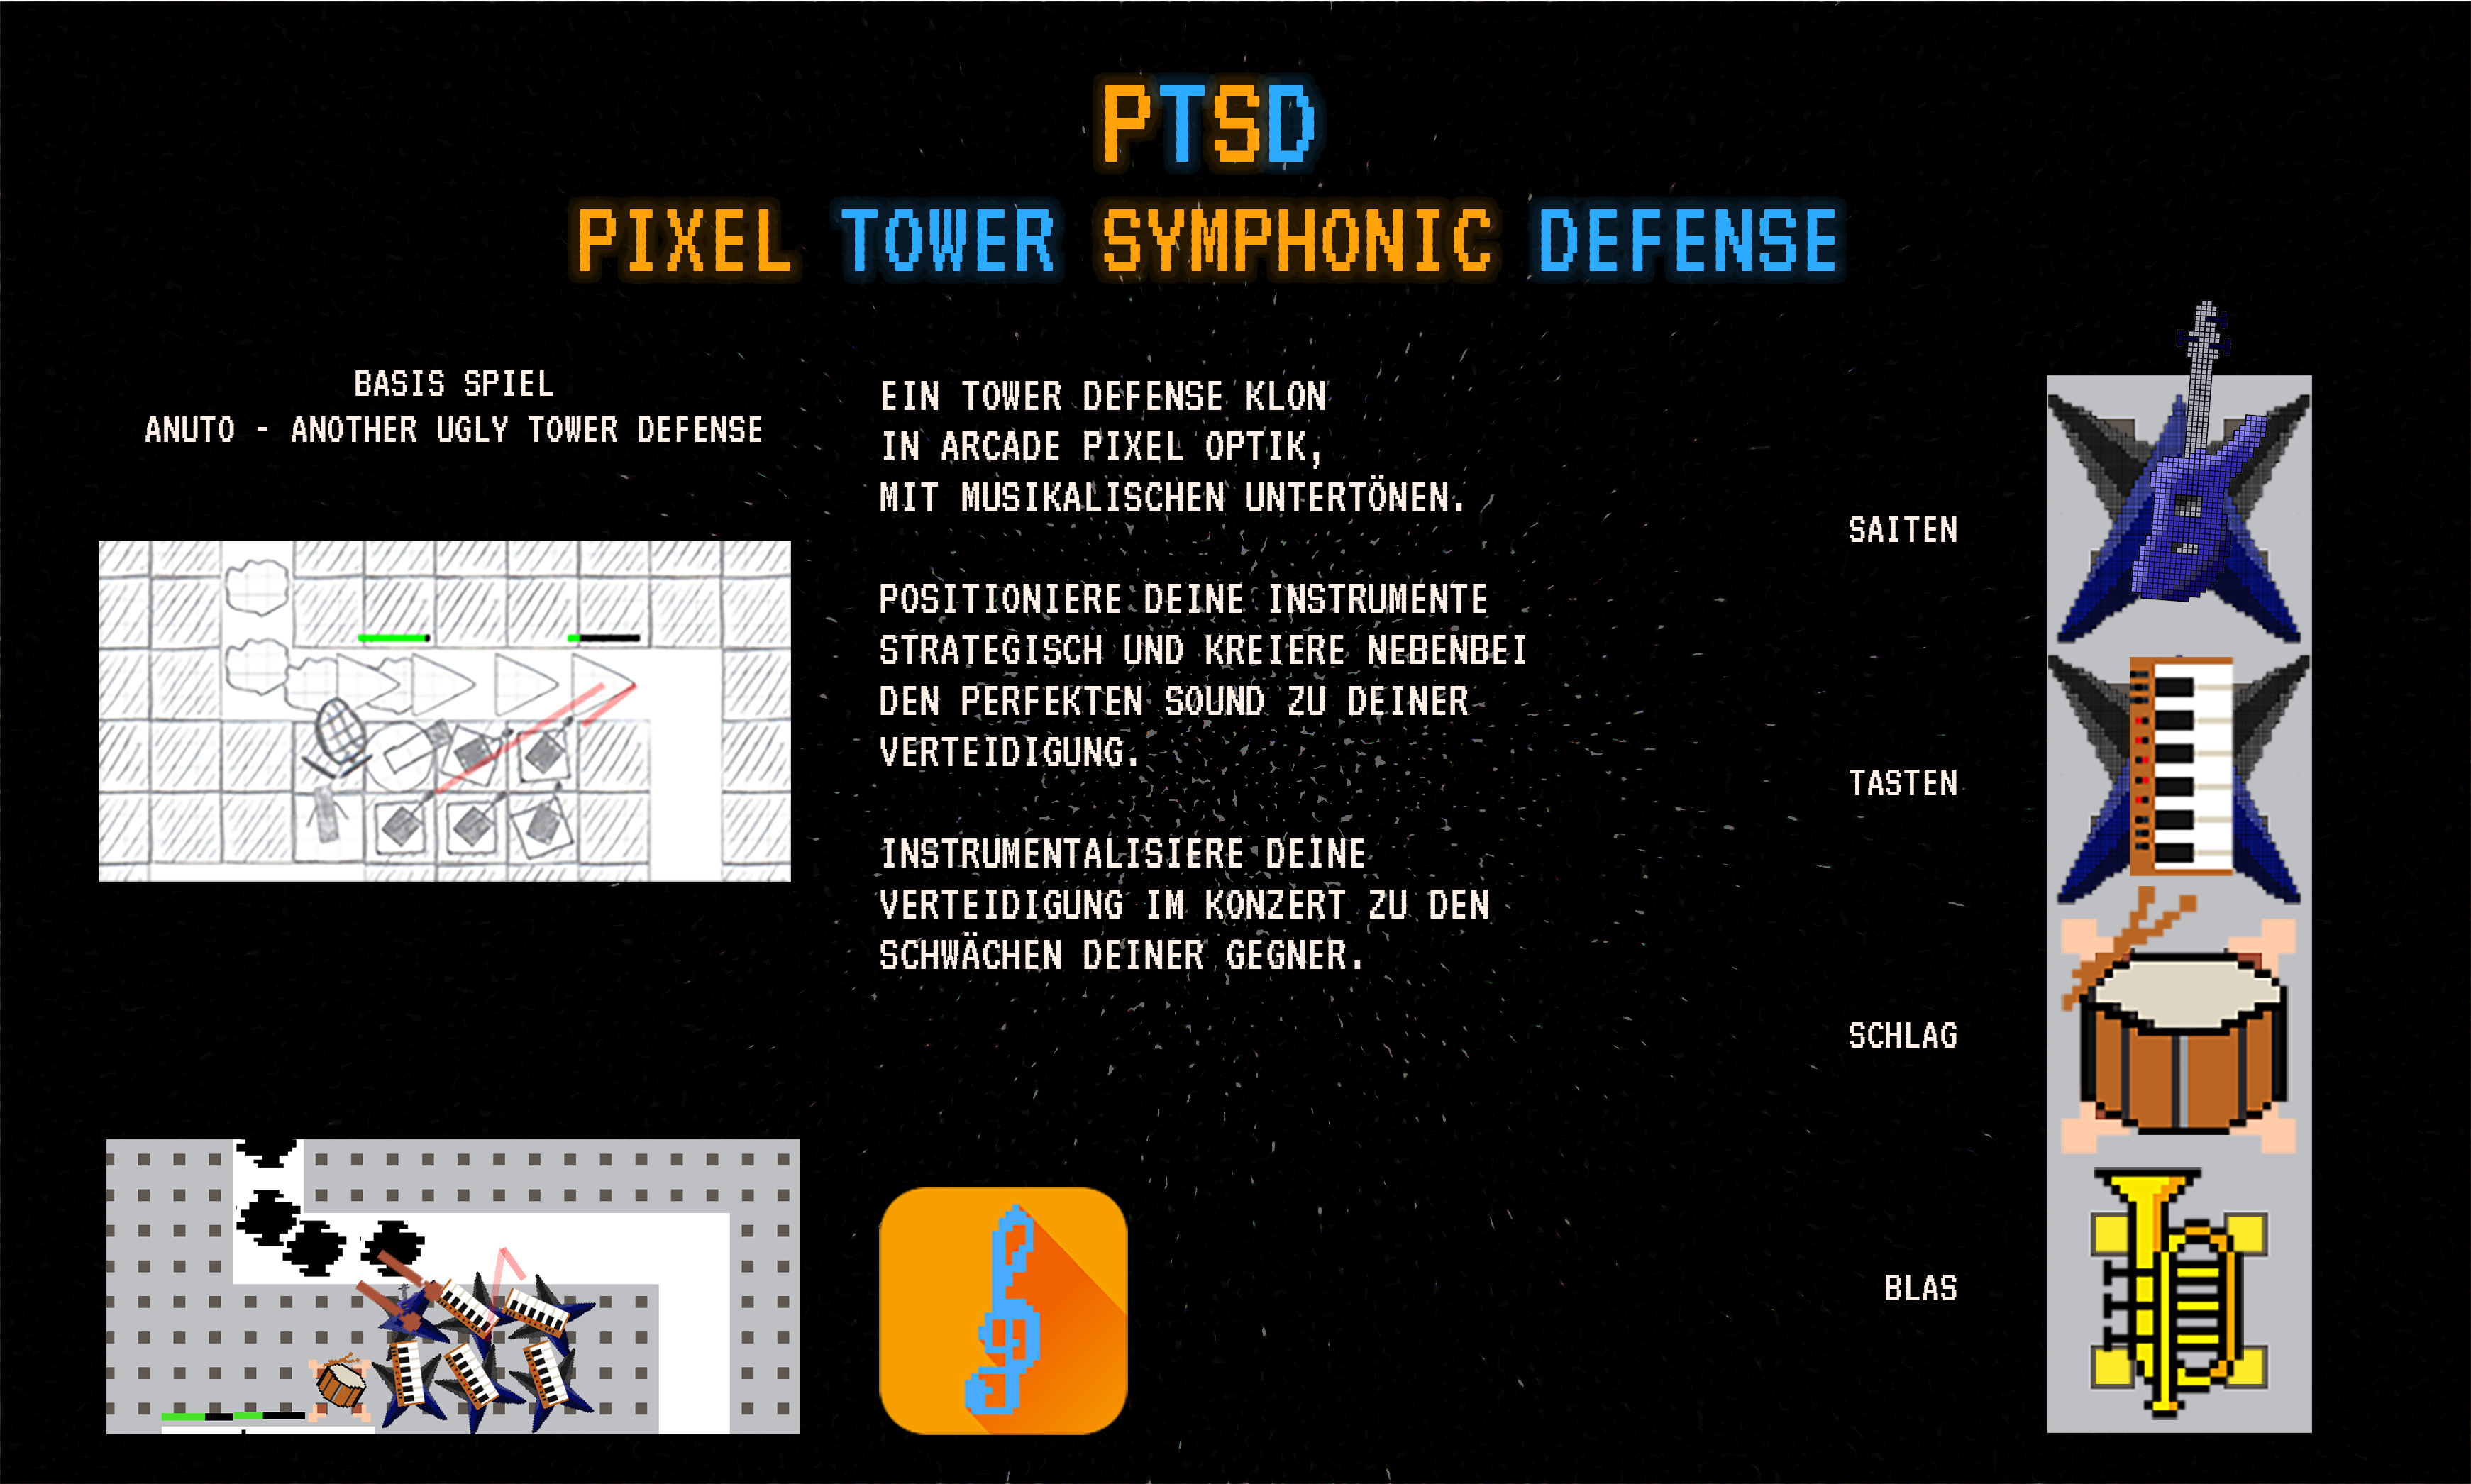 PTSD
PIXEL TOWER SYMPHONIC DEFENSE
BASIS SPIEL
ANUTO - ANOTHER UGLY TOWER DEFENSE
EIN TOWER DEFENSE KLON
IN ARCADE PIXEL OPTIK,
MIT MUSIKALISCHEN UNTERTÖNEN.
POSITIONIERE DEINE INSTRUMENTE
STRATEGISCH UND KREIERE NEBENBEI
DEN PERFEKTEN SOUND ZU DEINER
VERTEIDIGUNG.
INSTRUMENTALISIERE DEINE
VERTEIDIGUNG IM KONZERT ZU DEN
SCHWÄCHEN DEINER GEGNER.
SAITEN
TASTEN
SCHLAG
BLAS